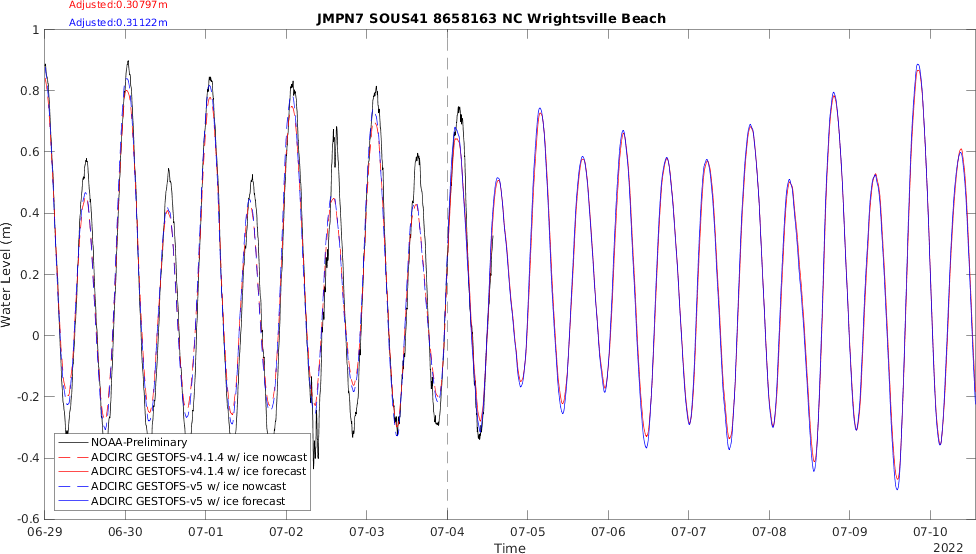 Adjusted:0.30797m
Adjusted:0.31122m
JMPN7 SOUS41 8658163 NC Wrightsville Beach
1
0.8
0.6
0.4
0.2
0
-0.2
-0.4
-0.6
Water Level (m)
NOAA-Preliminary
ADCIRC GESTOFS-v4.1.4 w/ ice nowcast
ADCIRC GESTOFS-v4.1.4 w/ ice forecast
ADCIRC GESTOFS-v5 w/ ice nowcast
ADCIRC GESTOFS-v5 w/ ice forecast
06-29 06-30 07-01 07-02 07-03 07-04 07-05 07-06 07-07 07-08 07-09 07-10
Time
2022